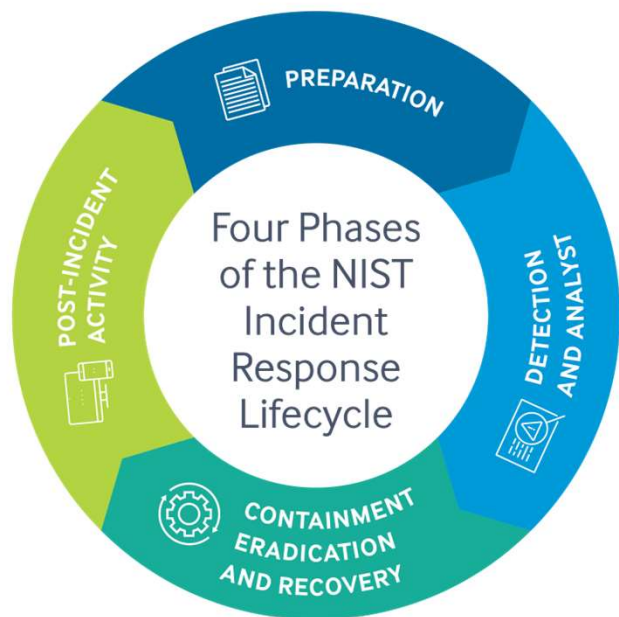 PREPARATION
Four Phases
of the NIST
Incident
Response
Lifecycle
DETECTION
AND ANALYST
CONTAINMENT
ERADICATION
AND RECOVERY
POST-INCIDENT
ACTIVITY